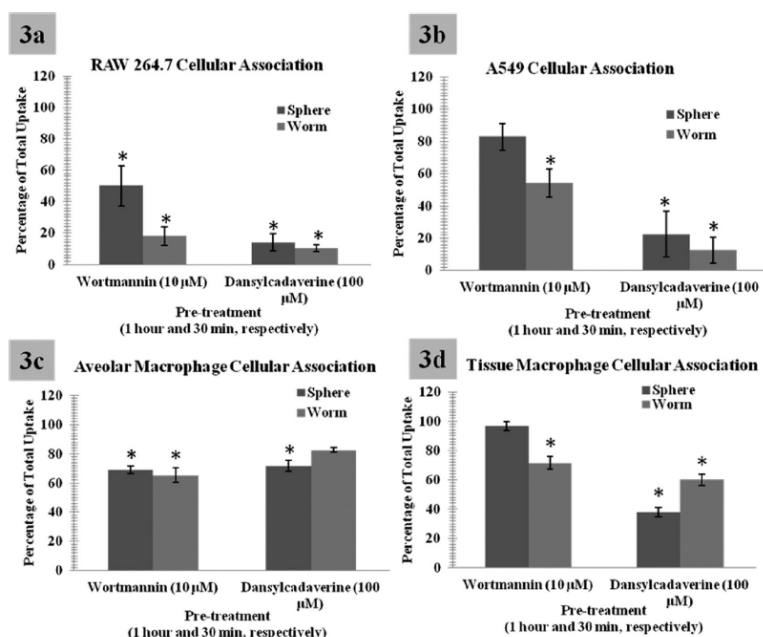 3a
RAW 264.7 Cellular Association
120
100
80
60
40
20
0
Percentage of Total Uptake
Sphere
Worm
*
*
*
*
Wortmannin (10 μM)
Dansylcadaverine (100
μM)
Pre-treatment
(1 hour and 30 min, respectively)
3b
A549 Cellular Association
120
100
80
60
40
20
0
Percentage of Total Uptake
Sphere
Worm
*
*
*
Wortmannin (10 μM)
Dansylcadaverine (100
μM)
Pre-treatment
(1 hour and 30 min, respectively)
3c
Aveolar Macrophage Cellular Association
120
100
80
60
40
20
0
Percentage of Total Uptake
Sphere
Worm
*
*
*
Wortmannin (10 μM)
Dansylcadaverine (100
μM)
Pre-treatment
(1 hour and 30 min, respectively)
3d
Tissue Macrophage Cellular Association
120
100
80
60
40
20
0
Percentage of Total Uptake
Sphere
Worm
*
*
*
Wortmannin (10 μM)
Dansylcadaverine (100
μM)
Pre-treatment
(1 hour and 30 min, respectively)